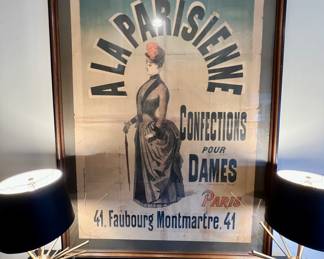 A LA PARISIENNE
CONFECTIONS
POUR
DAMES
PARIS
41, Faubourg Montmartre, 41